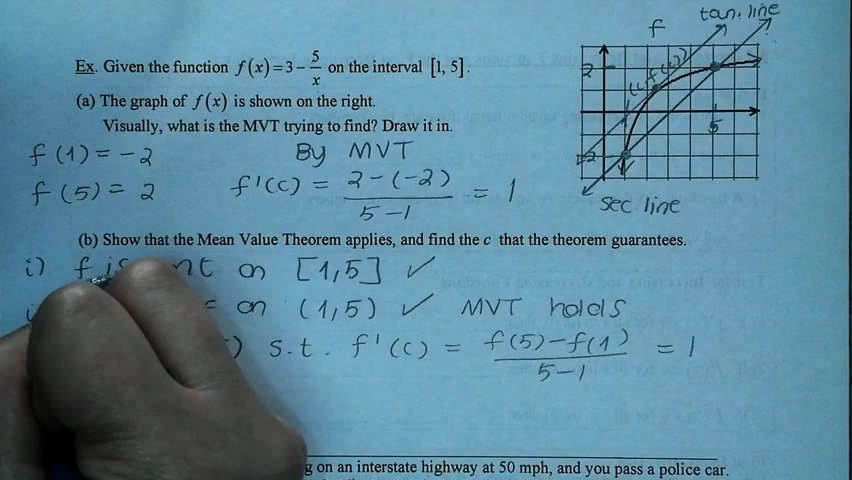 f tan. line
Ex. Given the function f(x)=3−5/x on the interval [1, 5].
(a) The graph of f(x) is shown on the right.
Visually, what is the MVT trying to find? Draw it in.
2
(c, f(c))
5
-2
sec line
f(1) = -2 By MVT
f(5) = 2 f'(c) = 2-(-2)/5-1 = 1
(b) Show that the Mean Value Theorem applies, and find the c that the theorem guarantees.
i) f is on [1,5] ✓
on (1,5) ✓ MVT holds
) s.t. f'(c) = f(5)-f(1)/5-1 = 1
g on an interstate highway at 50 mph, and you pass a police car.